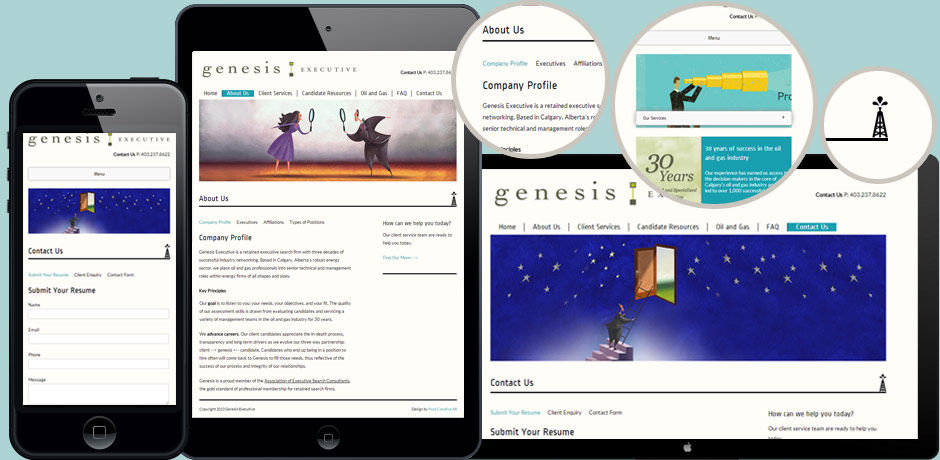 genesis EXECUTIVE
Contact Us P: 403.237.8622
Menu
Contact Us
Submit Your Resume Client Enquiry Contact Form
Submit Your Resume
Name
Email
Phone
Message
genesis EXECUTIVE
Contact Us P: 403.237.86
Home About Us Client Services Candidate Resources Oil and Gas FAQ Contact Us
About Us
Company Profile Executives Affiliations Types of Positions
Company Profile
Genesis Executive is a retained executive search firm with three decades of
successful industry networking. Based in Calgary, Alberta's robust energy
sector, we place oil and gas professionals into senior technical and management
roles within energy firms of all shapes and sizes.
Key Principles
Our goal is to listen to you: your needs, your objectives, and your fit. The quality
of our assessment skills is drawn from evaluating candidates and servicing a
variety of management teams in the oil and gas industry for 30 years.
We advance careers. Our client candidates appreciate the in-depth process,
transparency and long term drivers as we evolve our three way partnership:
client --> genesis <-- candidate. Candidates who end up being in a position to
hire often will come back to Genesis to fill those needs, thus reflective of the
success of our process and integrity of our relationships.
Genesis is a proud member of the Association of Executive Search Consultants,
the gold standard of professional membership for retained search firms.
How can we help you today?
Our client service team are ready to
help you today.
Find Out More -->
Copyright 2013 Genesis Executive
Design by Pixel Creative AB
About Us
Company Profile Executives Affiliations
Company Profile
Genesis Executive is a retained executive s
networking. Based in Calgary, Alber
senior technical and management roles
Principles
Contact Us P:
Menu
Pro
Our Services
30
Years
30 years of success in the oil
and gas industry
Our experience has earned us access to
the decision makers in the core of
Calgary's oil and gas industry
led to over 1,000 successful
genesis EX
Contact Us P: 403.237.8622
Home About Us Client Services Candidate Resources Oil and Gas FAQ Contact Us
Contact Us
Submit Your Resume Client Enquiry Contact Form
Submit Your Resume
How can we help you today?
Our client service team are ready to help you